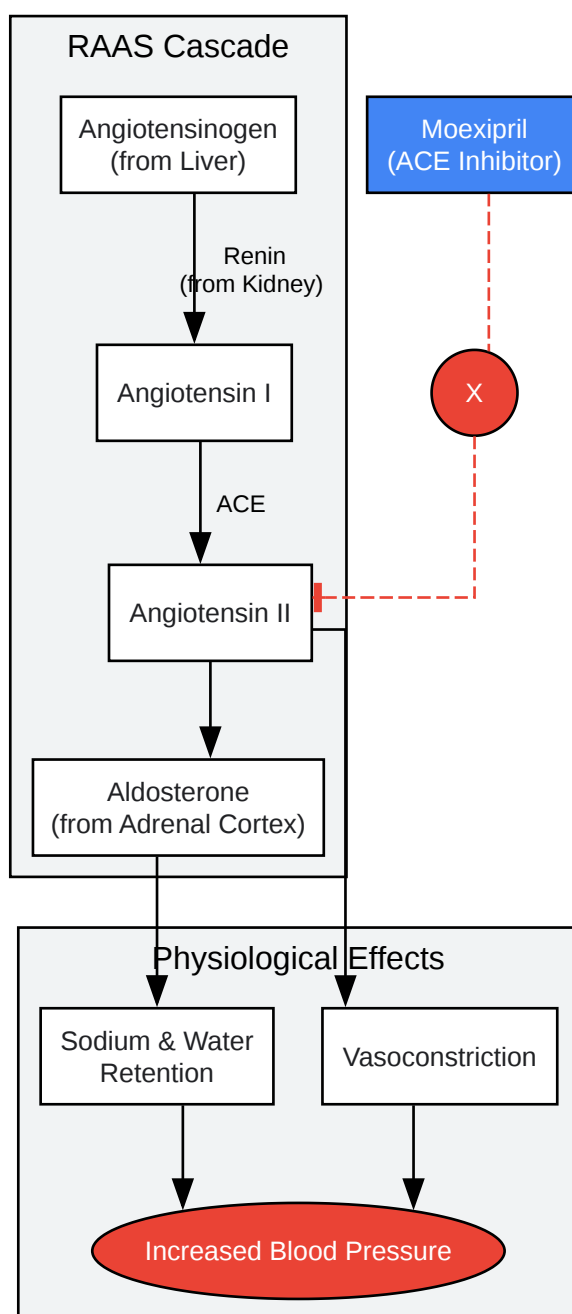 RAAS Cascade
Angiotensinogen
(from Liver)
Moexipril
(ACE Inhibitor)
Renin
(from Kidney)
Angiotensin I
X
ACE
Angiotensin II
Aldosterone
(from Adrenal Cortex)
Physiological Effects
Sodium & Water
Retention
Vasoconstriction
Increased Blood Pressure